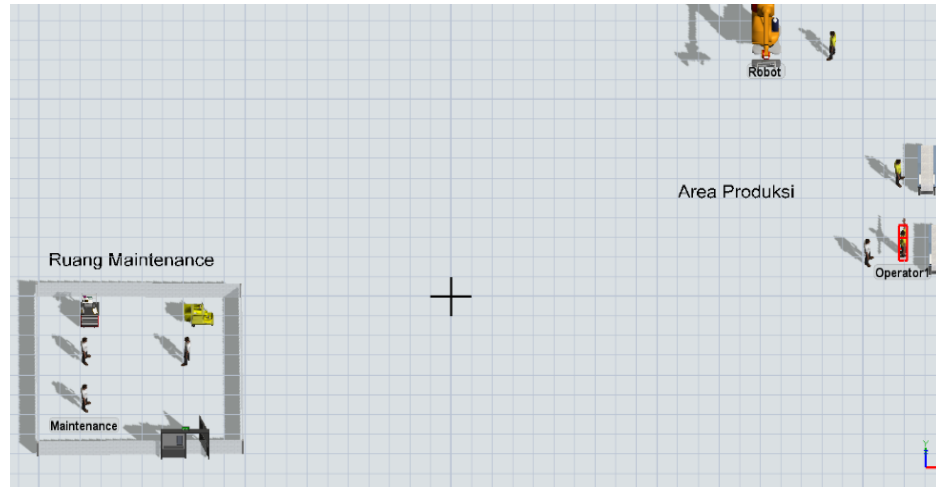 Robot
Area Produksi
Ruang Maintenance
Operator1
Maintenance
Y